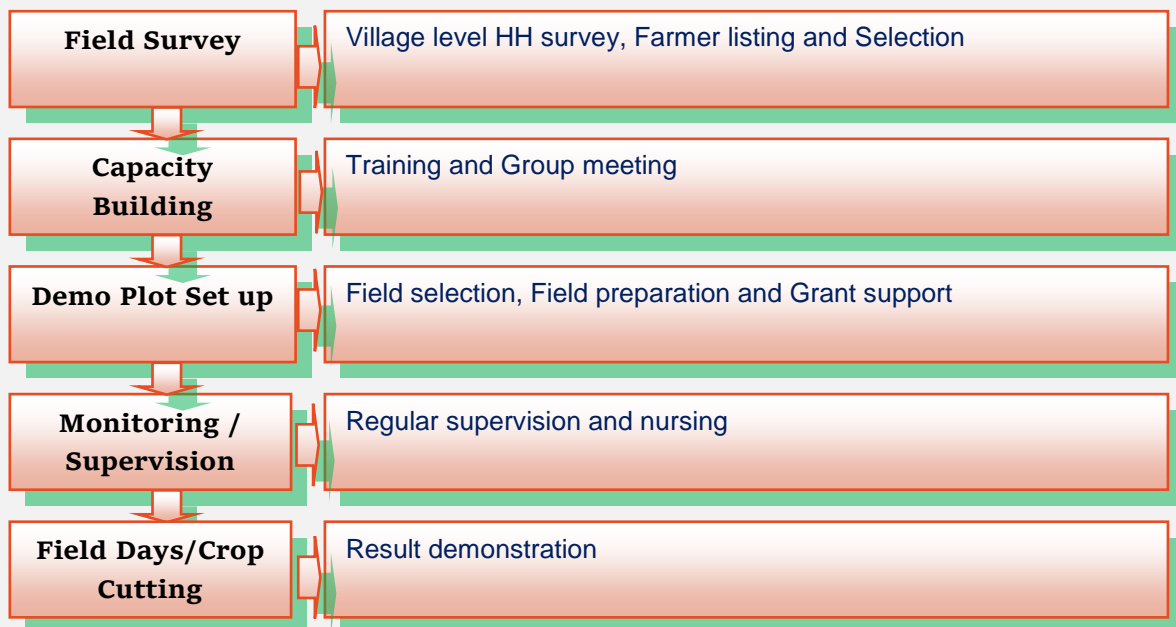 Field Survey
Village level HH survey, Farmer listing and Selection
Capacity
Building
Training and Group meeting
Demo Plot Set up
Field selection, Field preparation and Grant support
Monitoring /
Supervision
Regular supervision and nursing
Field Days/Crop
Cutting
Result demonstration